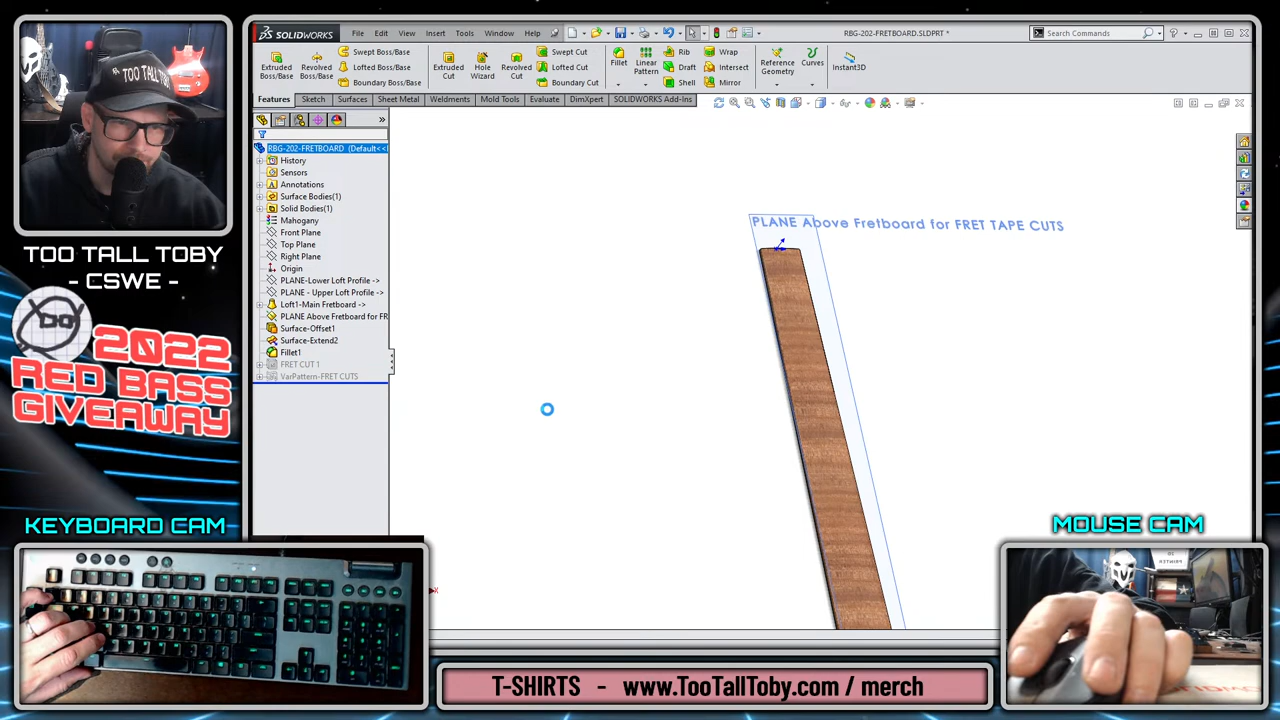 SOLIDWORKS
File
Edit
View
Insert
Tools
Window
Help
RBG-202-FRETBOARD.SLDPRT *
Search Commands
Extruded Boss/Base
Revolved Boss/Base
Swept Boss/Base
Lofted Boss/Base
Boundary Boss/Base
Extruded Cut
Hole Wizard
Revolved Cut
Swept Cut
Lofted Cut
Boundary Cut
Fillet
Linear Pattern
Rib
Draft
Shell
Wrap
Intersect
Mirror
Reference Geometry
Curves
Instant3D
Features
Sketch
Surfaces
Sheet Metal
Weldments
Mold Tools
Evaluate
DimXpert
SOLIDWORKS Add-Ins
RBG-202-FRETBOARD (Default<<
History
Sensors
Annotations
Surface Bodies(1)
Solid Bodies(1)
Mahogany
Front Plane
Top Plane
Right Plane
Origin
PLANE-Lower Loft Profile ->
PLANE - Upper Loft Profile ->
Loft1-Main Fretboard ->
PLANE Above Fretboard for FR
Surface-Offset1
Surface-Extend2
Fillet1
FRET CUT 1
VarPattern-FRET CUTS
PLANE Above Fretboard for FRET TAPE CUTS
TOO TALL TOBY
TOO TALL TOBY
- CSWE -
2022
RED BASS
GIVEAWAY
KEYBOARD CAM
MOUSE CAM
X
T-SHIRTS - www.TooTallToby.com / merch